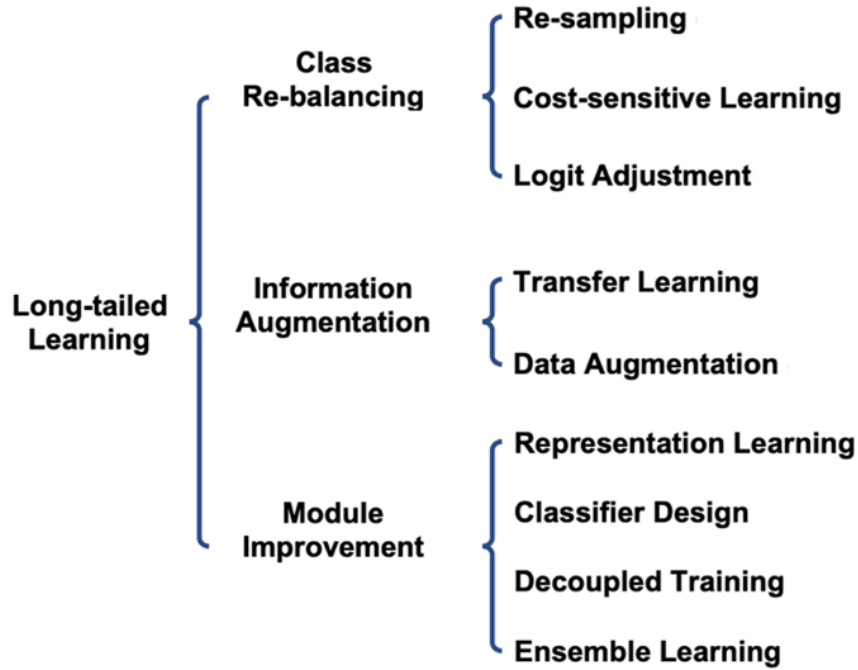 Long-tailed
Learning
Class
Re-balancing
Re-sampling
Cost-sensitive Learning
Logit Adjustment
Information
Augmentation
Transfer Learning
Data Augmentation
Module
Improvement
Representation Learning
Classifier Design
Decoupled Training
Ensemble Learning